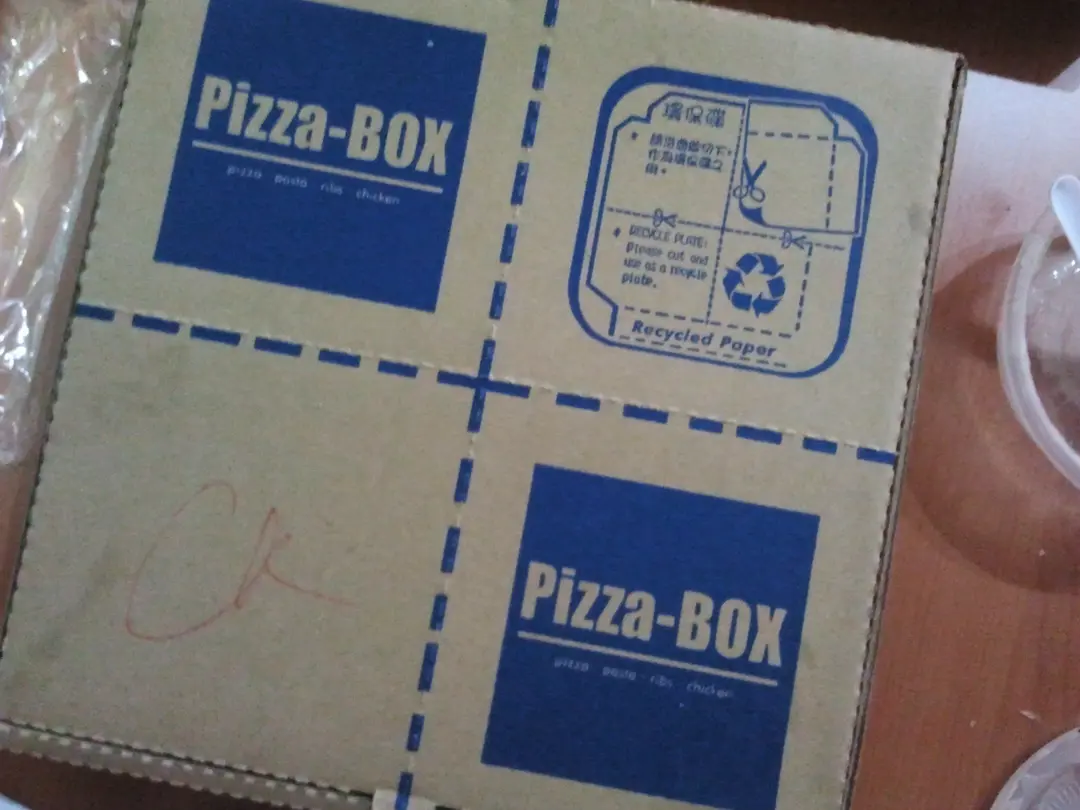 Pizza-BOX
pizza pasta ribs chicken
環保碟
RECYCLE PLATE:
Please cut and
use as a recycle
plate.
Recycled Paper
Pizza-BOX
pizza pasta ribs chicken